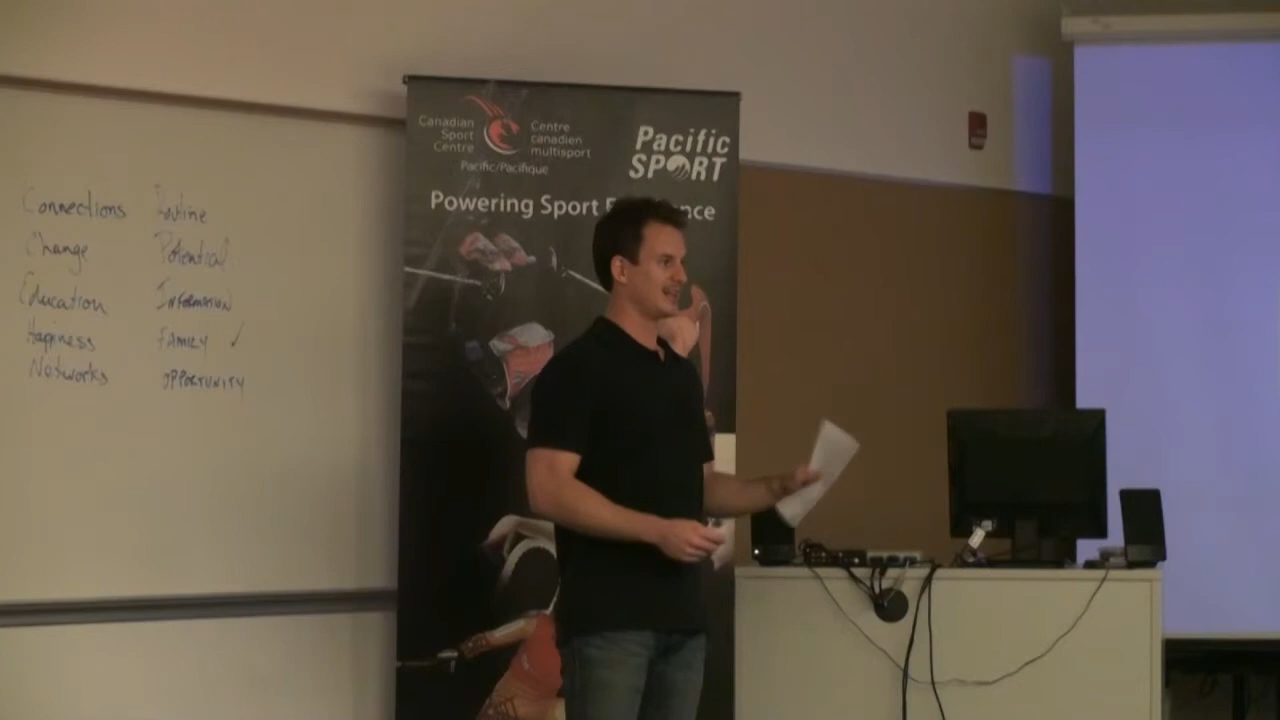 Connections Routine
Change Potential
Education INFORMATION
Happiness FAMILY ✓
Networks OPPORTUNITY
Canadian
Sport
Centre
Centre
canadien
multisport
Pacific/Pacifique
Pacific
SPORT
Powering Sport